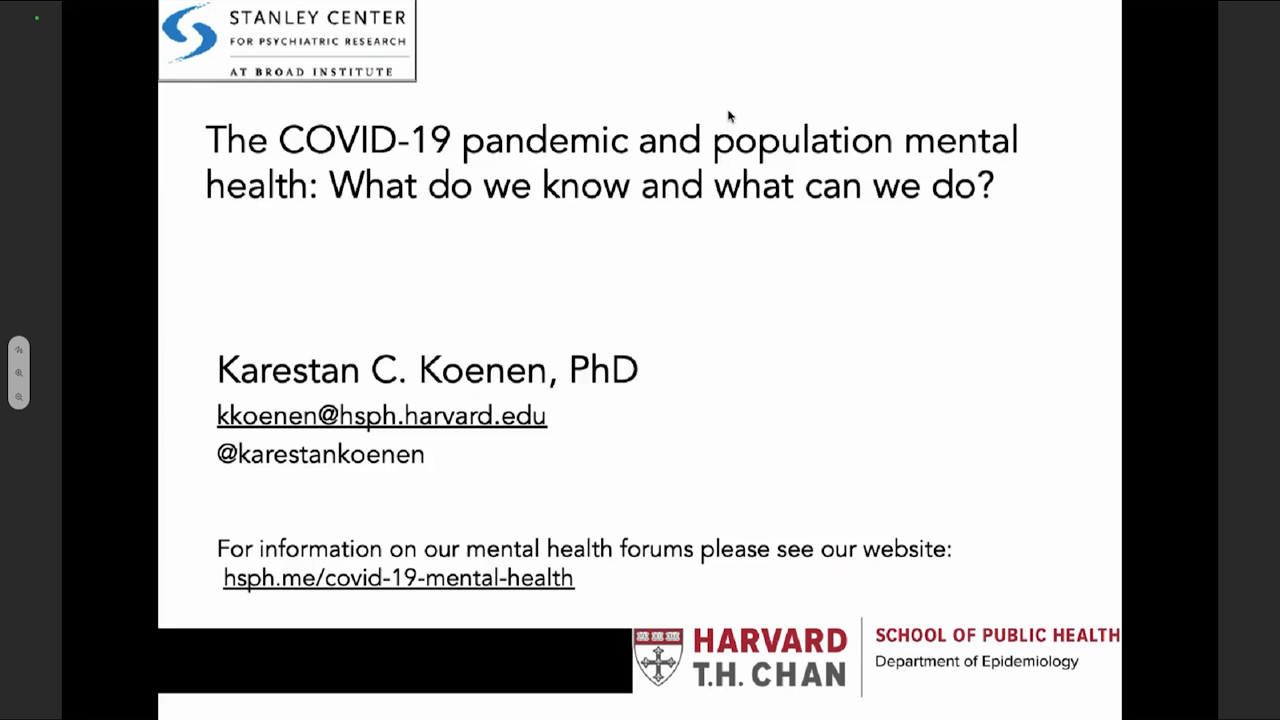 STANLEY CENTER
FOR PSYCHIATRIC RESEARCH
AT BROAD INSTITUTE
The COVID-19 pandemic and population mental
health: What do we know and what can we do?
Karestan C. Koenen, PhD
kkoenen@hsph.harvard.edu
@karestankoenen
For information on our mental health forums please see our website:
hsph.me/covid-19-mental-health
HARVARD
T.H. CHAN
SCHOOL OF PUBLIC HEALTH
Department of Epidemiology